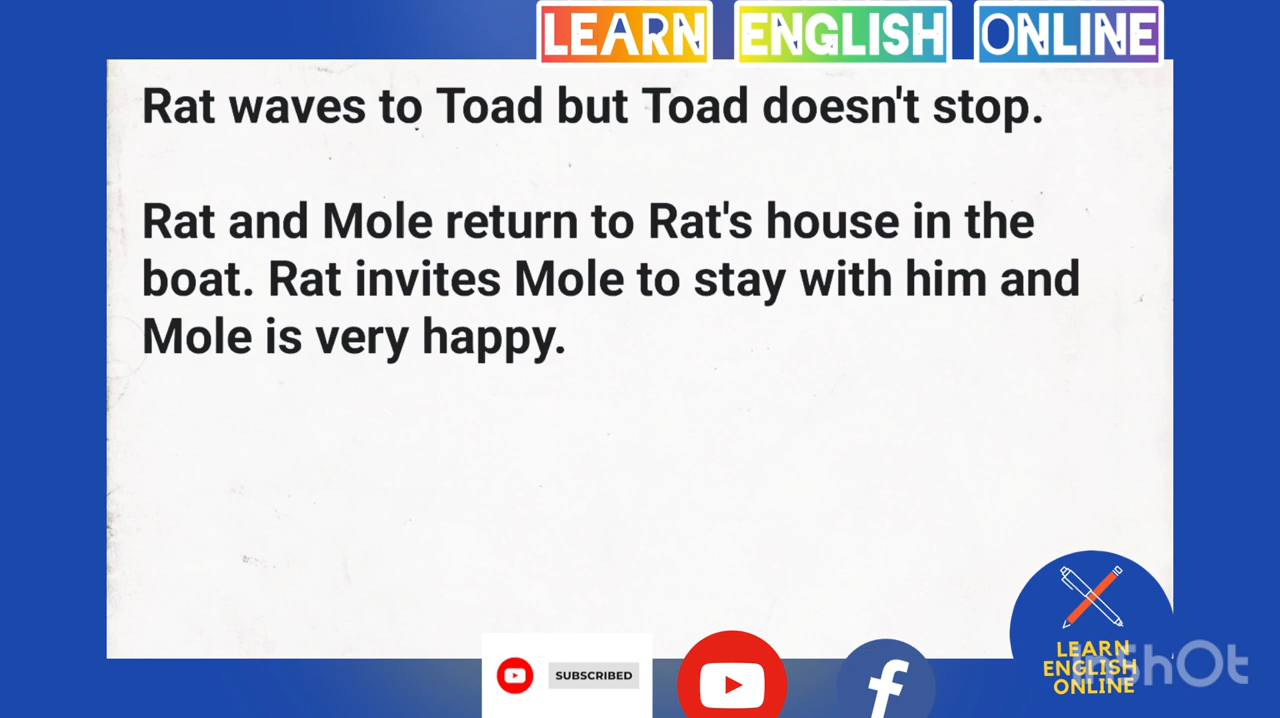 LEARN ENGLISH ONLINE
Rat waves to Toad but Toad doesn't stop.
Rat and Mole return to Rat's house in the
boat. Rat invites Mole to stay with him and
Mole is very happy.
SUBSCRIBED
LEARN
ENGLISH
ONLINE
InShOt